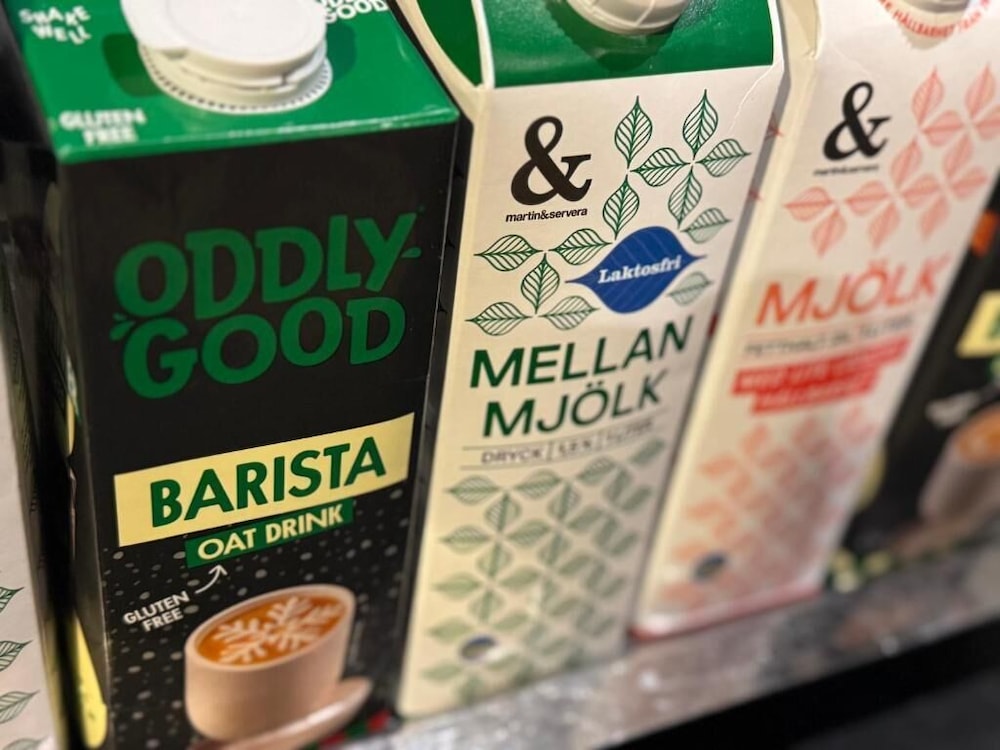 SHAKE
WELL
GOOD
GLUTEN
FREE
ODDLY
GOOD
BARISTA
OAT DRINK
GLUTEN
FREE
&
martin&servera
Laktosfri
MELLAN
MJÖLK
&
martin&servera
MJÖLK